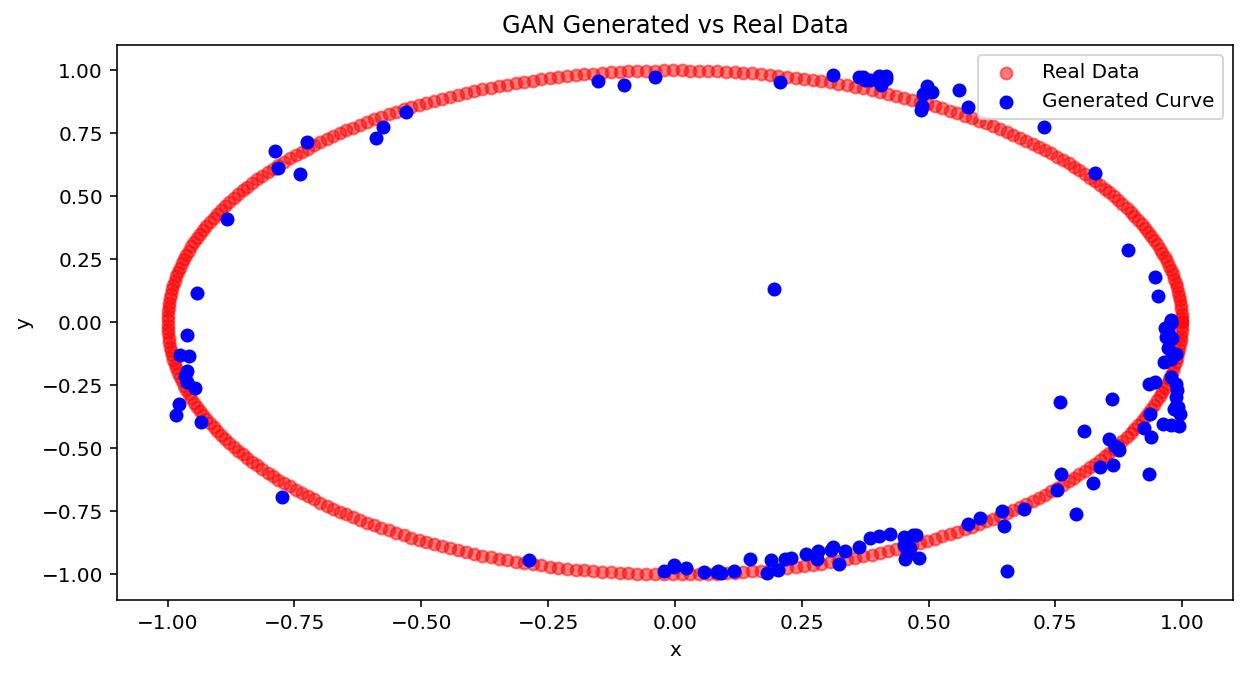 GAN Generated vs Real Data
Real Data
Generated Curve
1.00
0.75
0.50
0.25
0.00
−0.25
−0.50
−0.75
−1.00
y
−1.00 −0.75 −0.50 −0.25 0.00 0.25 0.50 0.75 1.00
x